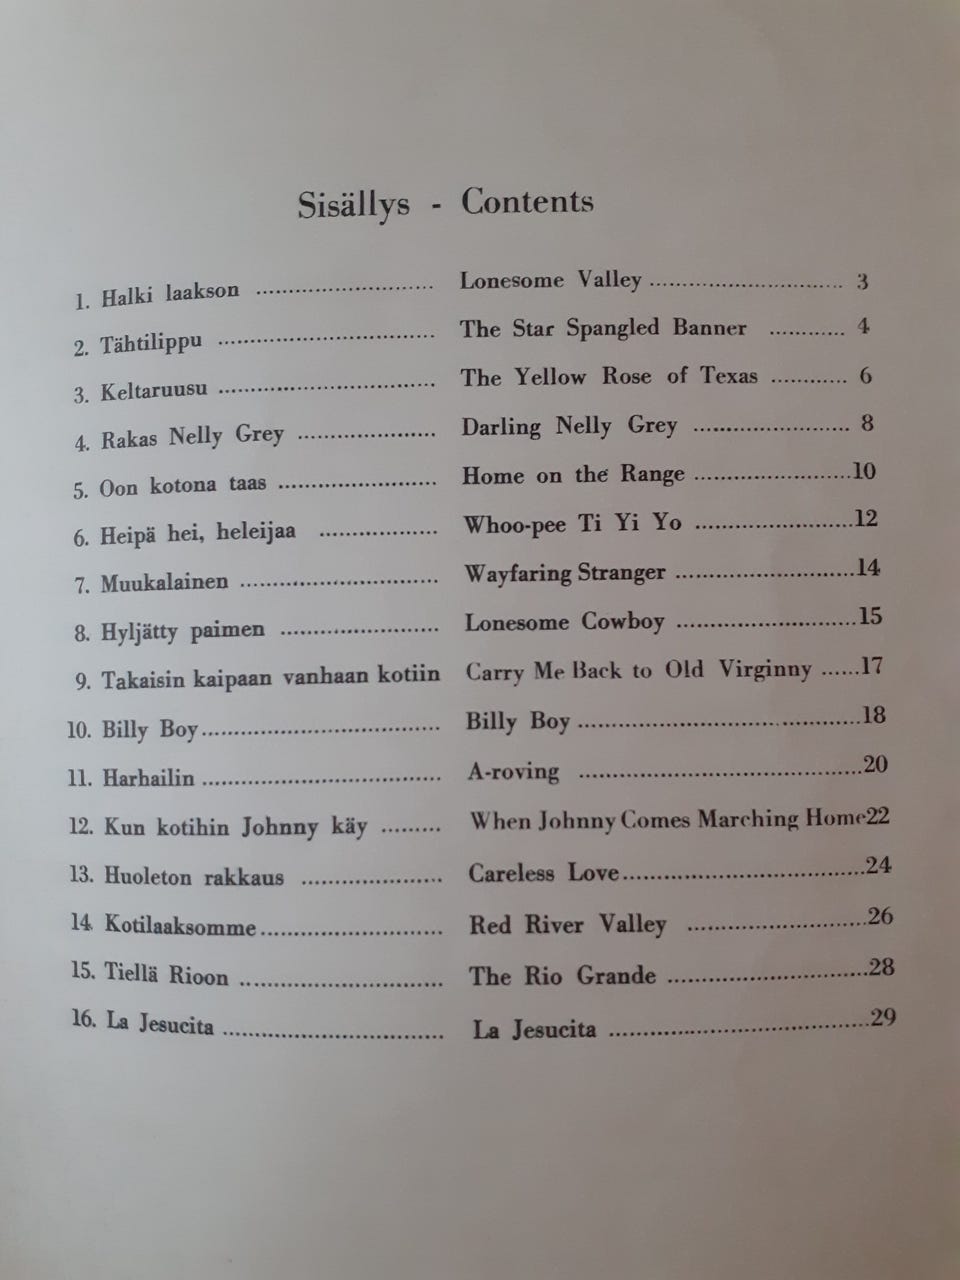 Sisällys - Contents
1. Halki laakson ........................... Lonesome Valley ............................. 3
2. Tähtilippu ................................. The Star Spangled Banner ............ 4
3. Keltaruusu ................................. The Yellow Rose of Texas ............ 6
4. Rakas Nelly Grey ..................... Darling Nelly Grey ........................ 8
5. Oon kotona taas ........................ Home on the Range ........................10
6. Heipä hei, heleijaa .................. Whoo-pee Ti Yi Yo ........................12
7. Muukalainen .............................. Wayfaring Stranger ...........................14
8. Hyljätty paimen ........................ Lonesome Cowboy ...........................15
9. Takaisin kaipaan vanhaan kotiin Carry Me Back to Old Virginny ......17
10. Billy Boy.................................... Billy Boy ...........................................18
11. Harhailin .................................... A-roving ...........................................20
12. Kun kotihin Johnny käy ......... When Johnny Comes Marching Home22
13. Huoleton rakkaus ..................... Careless Love.....................................24
14. Kotilaaksomme ........................... Red River Valley ...........................26
15. Tiellä Rioon .............................. The Rio Grande ..............................28
16. La Jesucita ................................. La Jesucita .......................................29